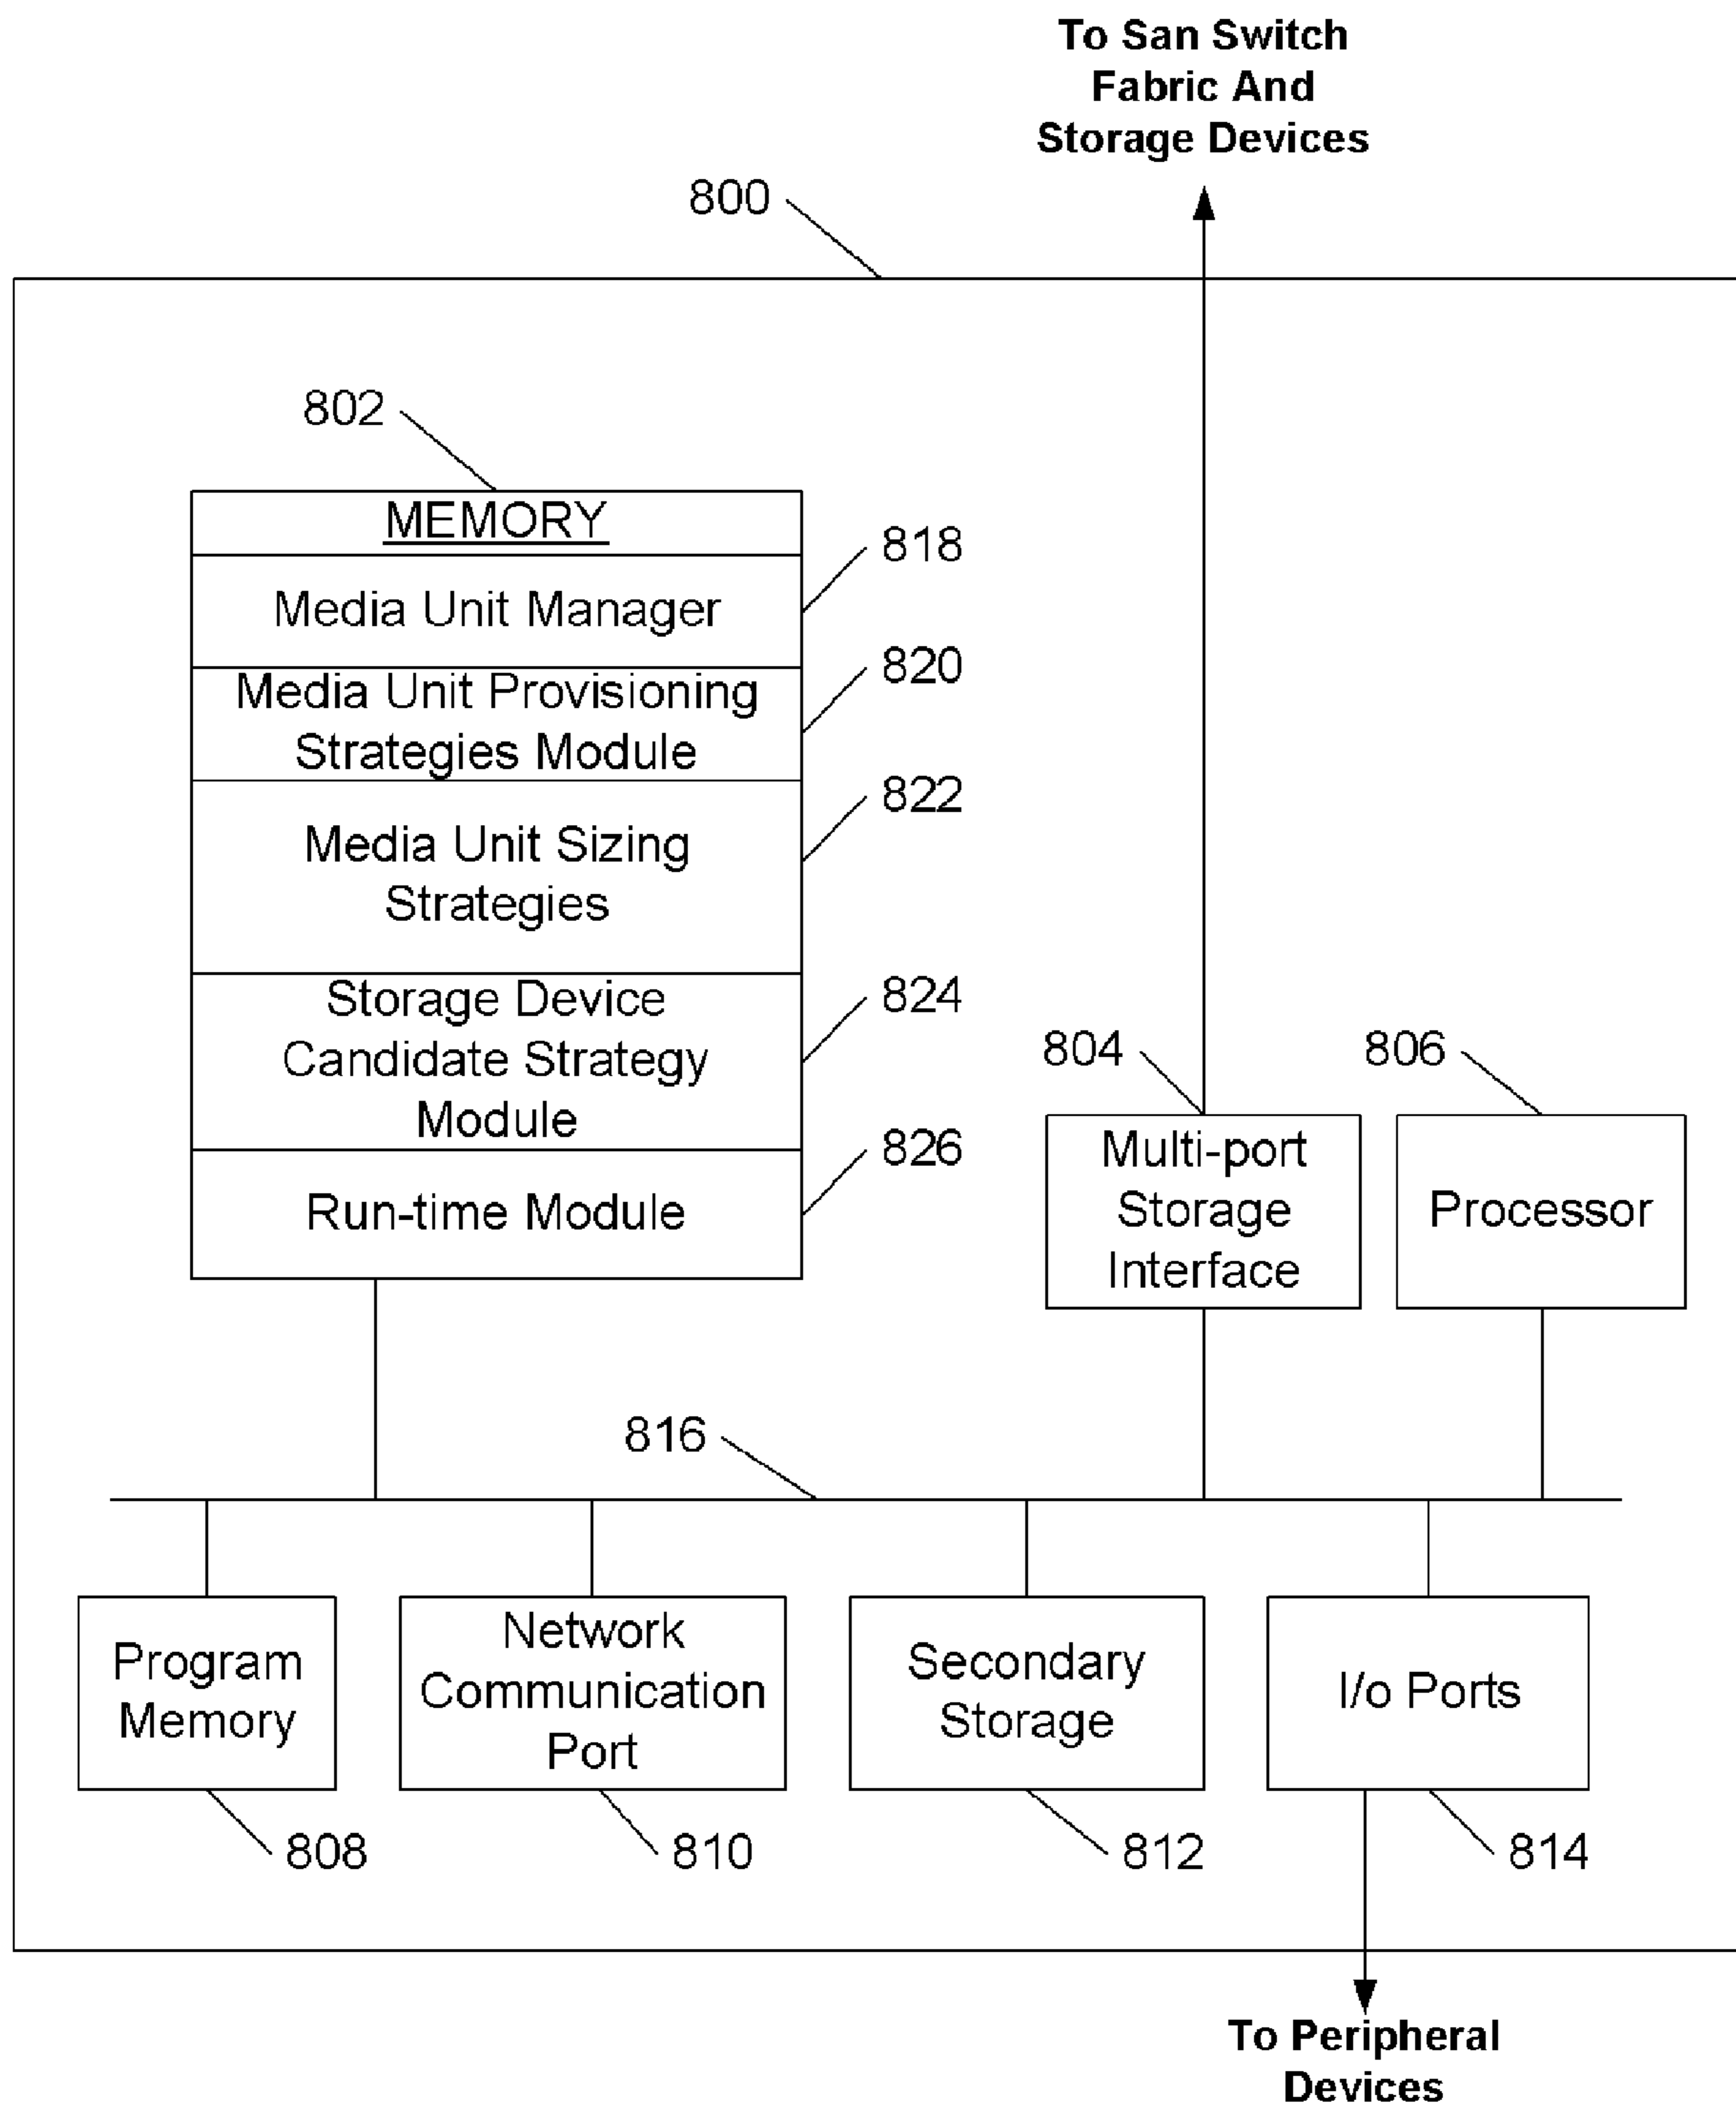 To San Switch
Fabric And
Storage Devices
800
802
MEMORY
818
Media Unit Manager
820
Media Unit Provisioning
Strategies Module
822
Media Unit Sizing
Strategies
824
Storage Device
Candidate Strategy
Module
826
Run-time Module
804
806
Multi-port
Storage
Interface
Processor
816
Program
Memory
Network
Communication
Port
Secondary
Storage
I/o Ports
808
810
812
814
To Peripheral
Devices